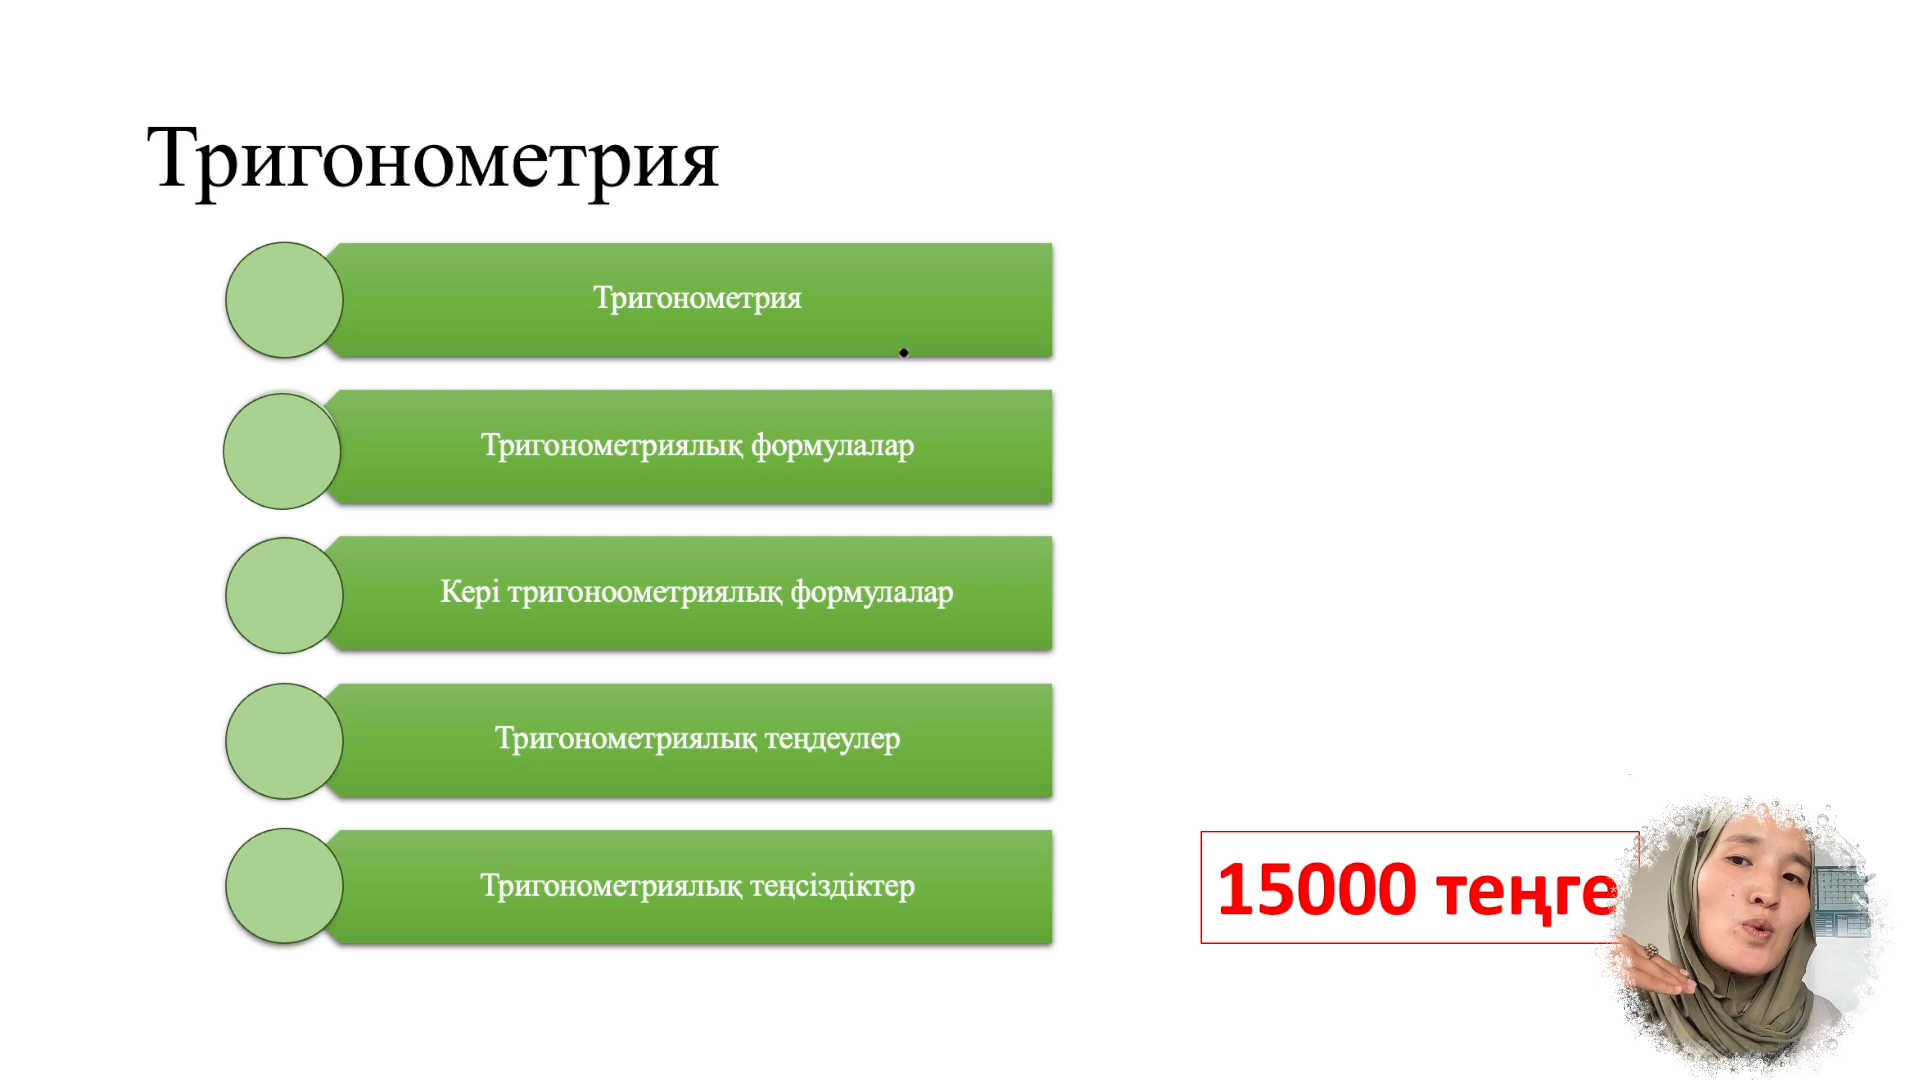 Тригонометрия
Тригонометрия
Тригонометриялық формулалар
Кері тригоноометриялық формулалар
Тригонометриялық теңдеулер
Тригонометриялық теңсіздіктер
15000 теңге